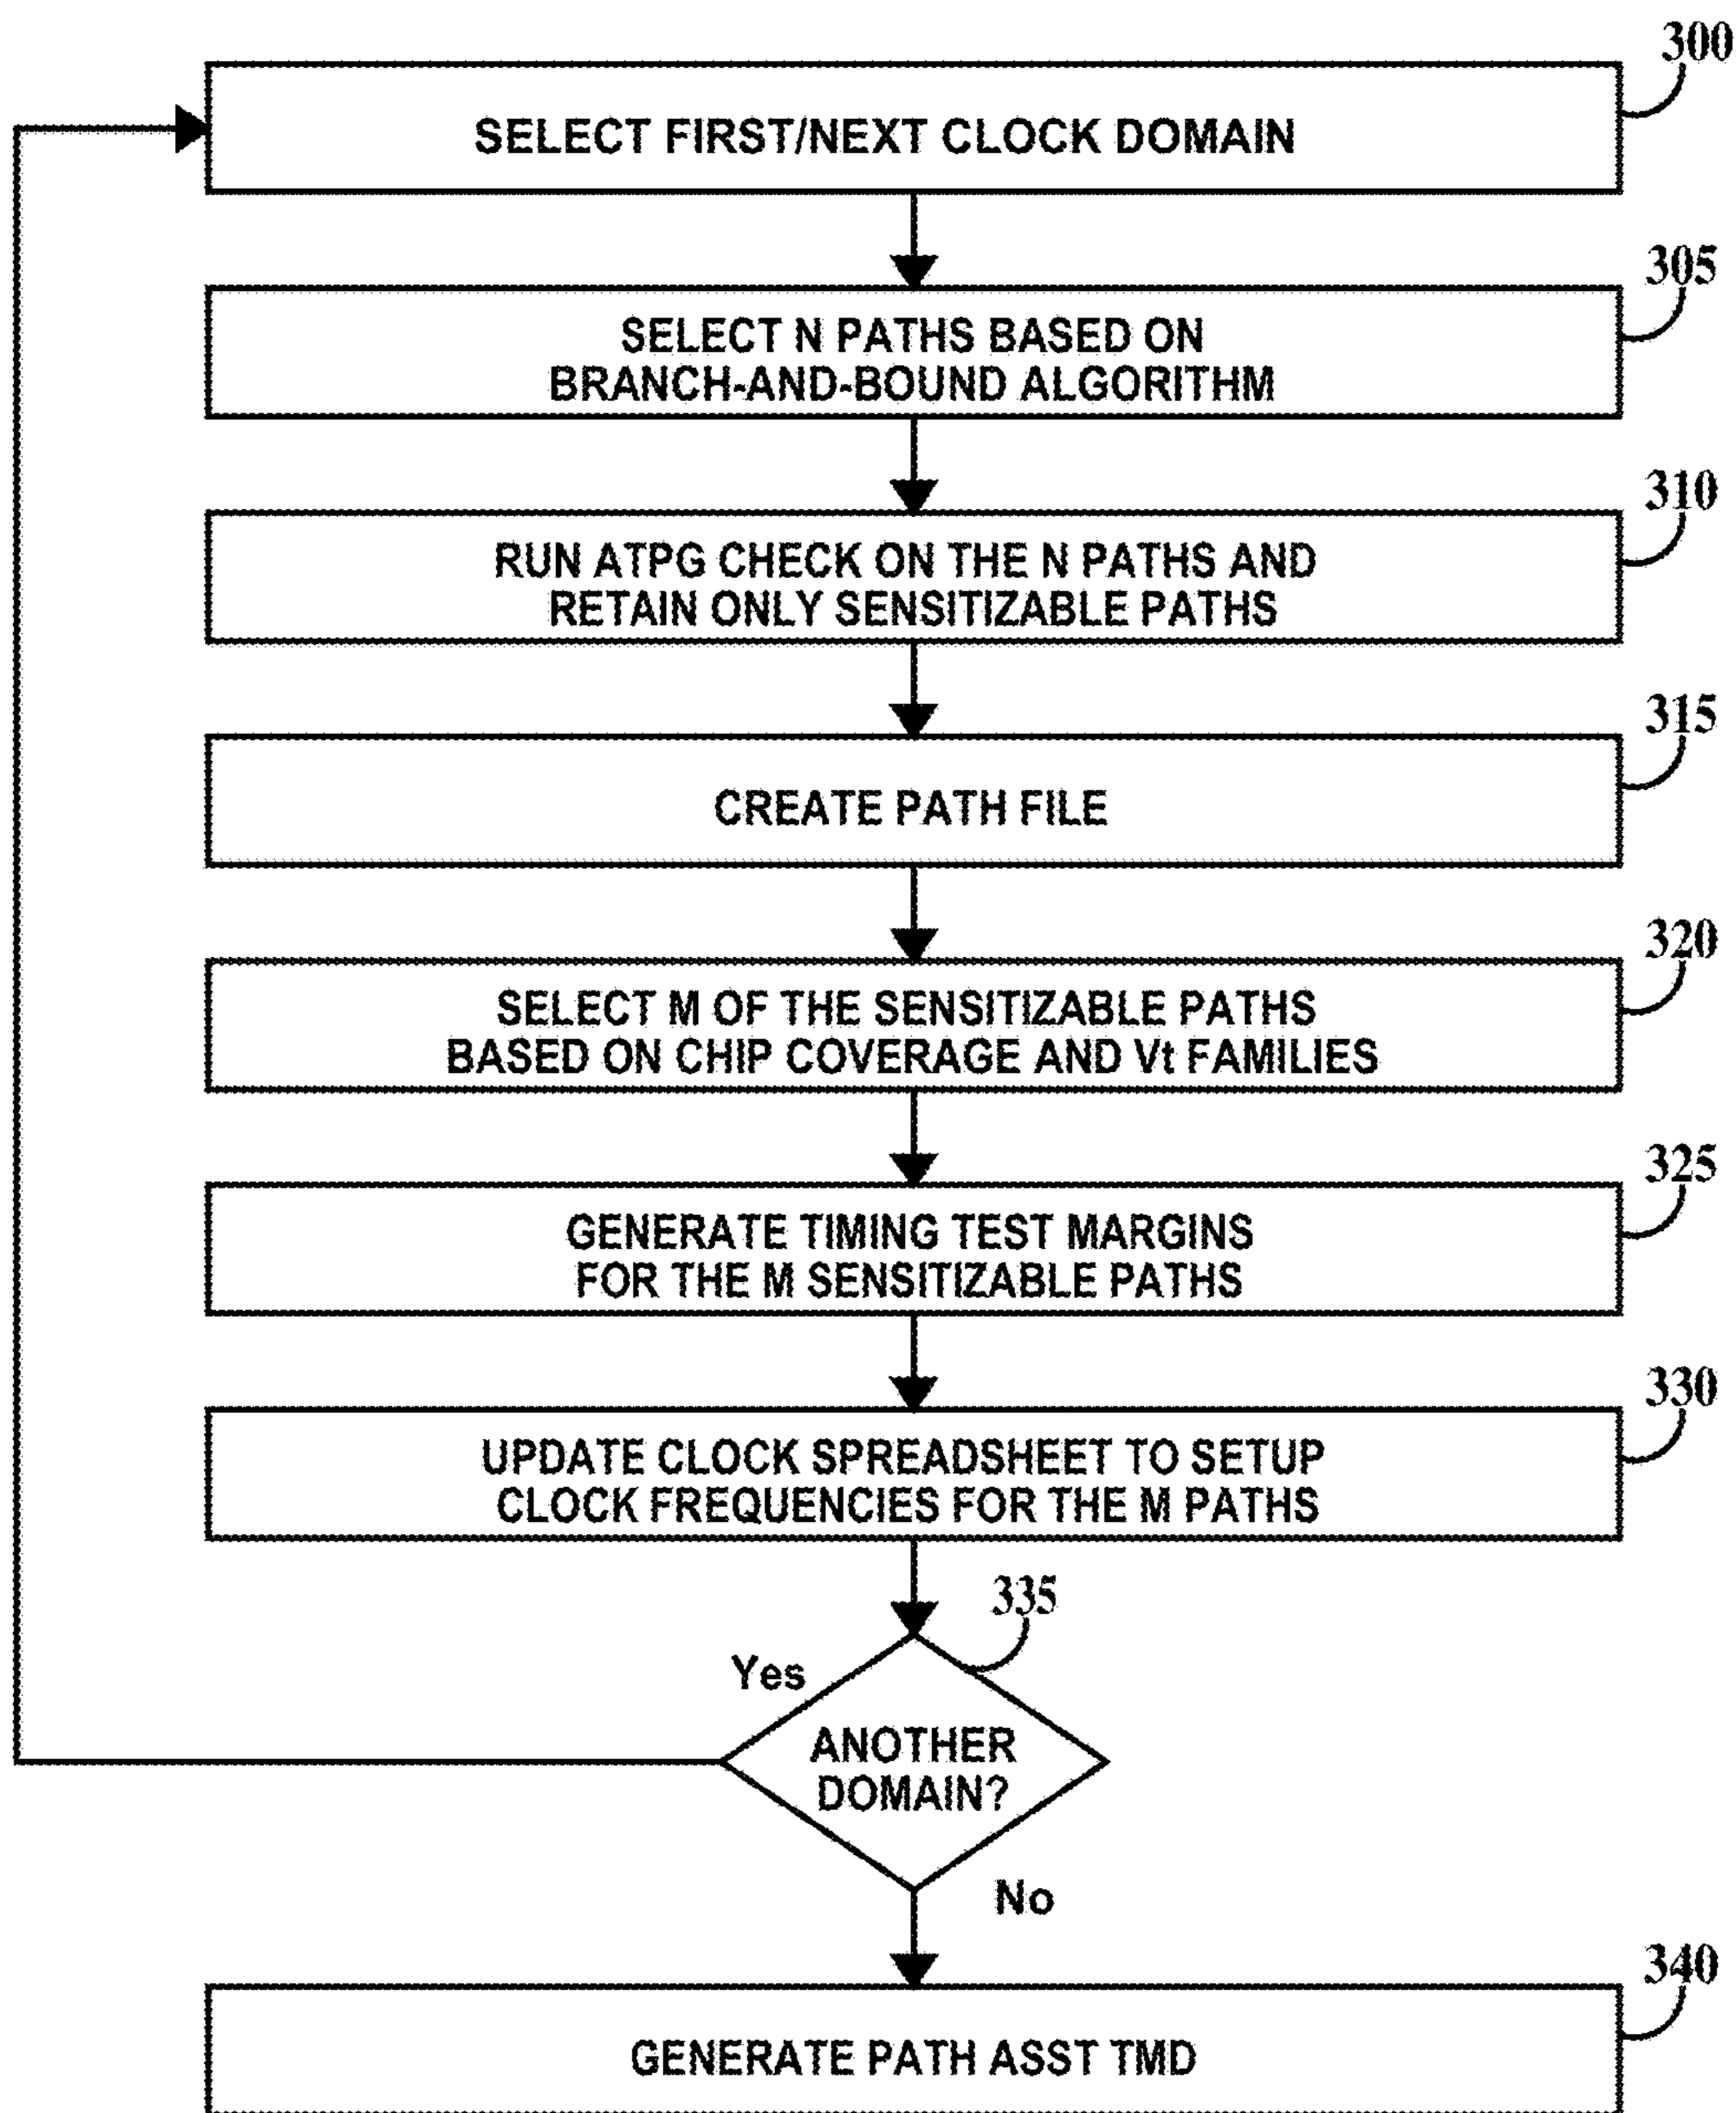 300
SELECT FIRST/NEXT CLOCK DOMAIN
305
SELECT N PATHS BASED ON
BRANCH-AND-BOUND ALGORITHM
310
RUN ATPG CHECK ON THE N PATHS AND
RETAIN ONLY SENSITIZABLE PATHS
315
CREATE PATH FILE
320
SELECT M OF THE SENSITIZABLE PATHS
BASED ON CHIP COVERAGE AND Vt FAMILIES
325
GENERATE TIMING TEST MARGINS
FOR THE M SENSITIZABLE PATHS
330
UPDATE CLOCK SPREADSHEET TO SETUP
CLOCK FREQUENCIES FOR THE M PATHS
335
Yes
ANOTHER
DOMAIN?
No
340
GENERATE PATH ASST TMD